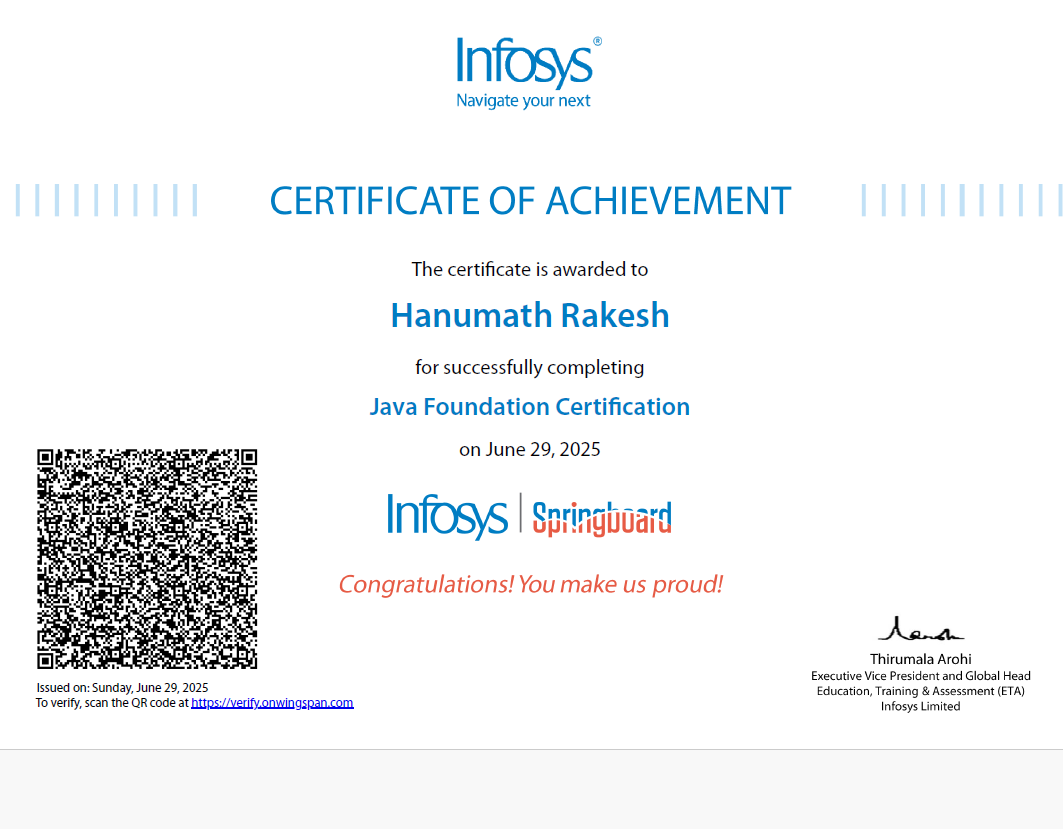 Infosys®
Navigate your next
CERTIFICATE OF ACHIEVEMENT
The certificate is awarded to
Hanumath Rakesh
for successfully completing
Java Foundation Certification
on June 29, 2025
Infosys | Springboard
Congratulations! You make us proud!
Issued on: Sunday, June 29, 2025
To verify, scan the QR code at https://verify.onwingspan.com
Thirumala Arohi
Executive Vice President and Global Head
Education, Training & Assessment (ETA)
Infosys Limited